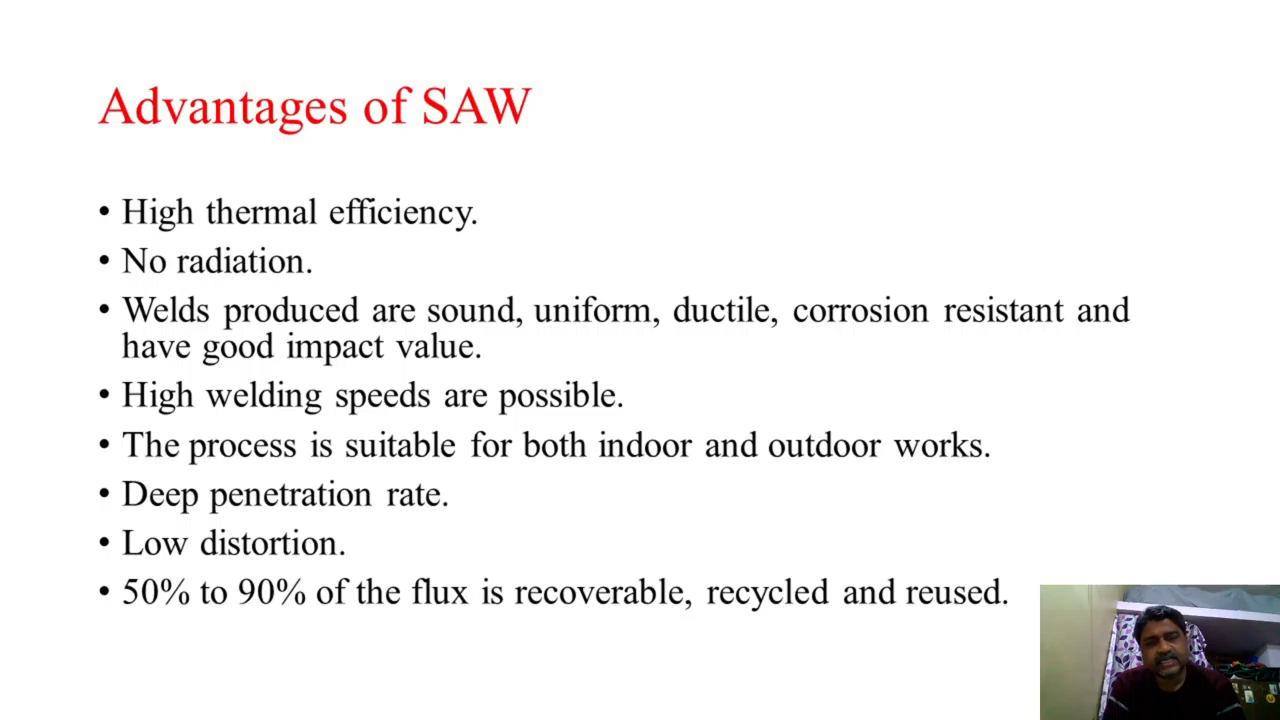 Advantages of SAW
• High thermal efficiency.
• No radiation.
• Welds produced are sound, uniform, ductile, corrosion resistant and
have good impact value.
• High welding speeds are possible.
• The process is suitable for both indoor and outdoor works.
• Deep penetration rate.
• Low distortion.
• 50% to 90% of the flux is recoverable, recycled and reused.